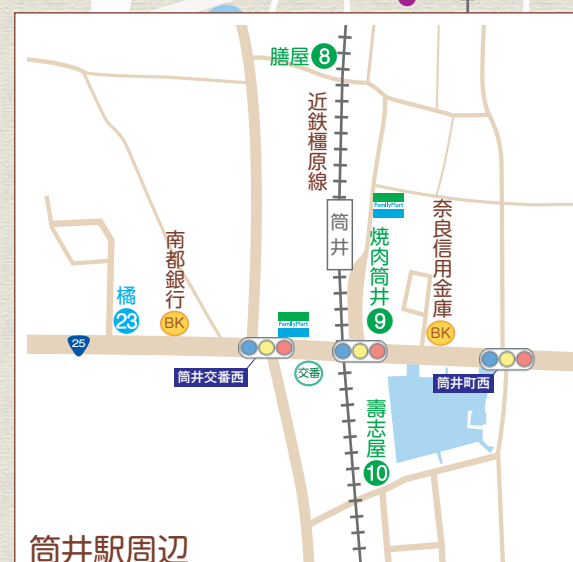 膳屋 8
近鉄橿原線
FamilyMart
筒井
奈良信用金庫
焼肉筒井 9
南都銀行
橘
23
BK
FamilyMart
BK
25
交番
筒井交番西
筒井町西
壽志屋
10
筒井駅周辺